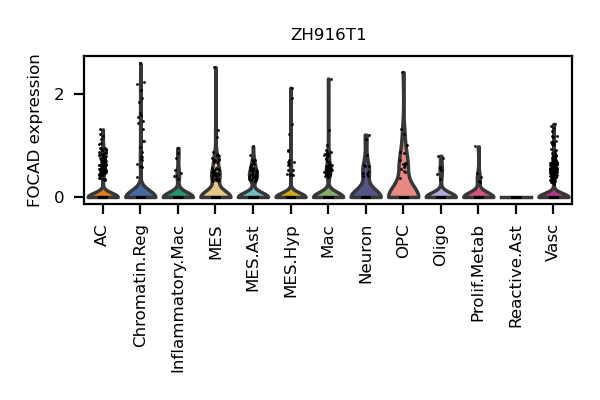 ZH916T1
FOCAD expression
2
0
AC
Chromatin.Reg
Inflammatory.Mac
MES
MES.Ast
MES.Hyp
Mac
Neuron
OPC
Oligo
Prolif.Metab
Reactive.Ast
Vasc